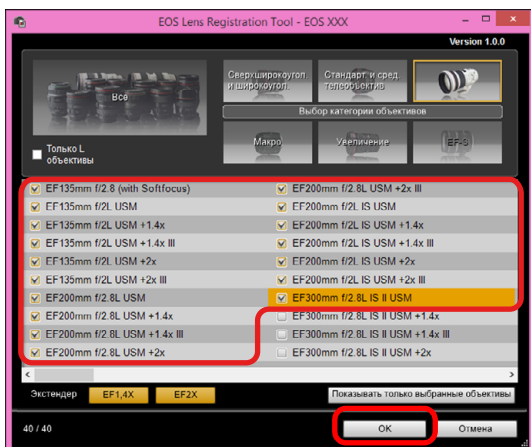 EOS Lens Registration Tool - EOS XXX
Version 1.0.0
Все
Сверхширокоугол. и широкоугол.
Стандарт. и сред. телеобъектив
Выбор категории объективов
Только L объективы
Макро
Увеличение
EF-S
EF135mm f/2.8 (with Softfocus)
EF135mm f/2L USM
EF135mm f/2L USM +1.4x
EF135mm f/2L USM +1.4x III
EF135mm f/2L USM +2x
EF135mm f/2L USM +2x III
EF200mm f/2.8L USM
EF200mm f/2.8L USM +1.4x
EF200mm f/2.8L USM +1.4x III
EF200mm f/2.8L USM +2x
EF200mm f/2.8L USM +2x III
EF200mm f/2L IS USM
EF200mm f/2L IS USM +1.4x
EF200mm f/2L IS USM +1.4x III
EF200mm f/2L IS USM +2x
EF200mm f/2L IS USM +2x III
EF300mm f/2.8L IS II USM
EF300mm f/2.8L IS II USM +1.4x
EF300mm f/2.8L IS II USM +1.4x III
EF300mm f/2.8L IS II USM +2x
Экстендер
EF1,4X
EF2X
Показывать только выбранные объективы
40 / 40
OK
Отмена